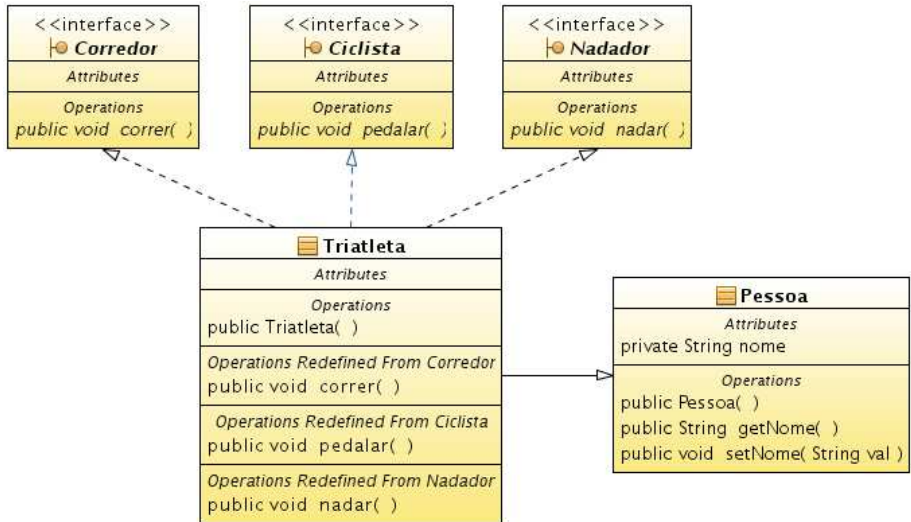 <<interface>>
Corredor
Attributes
Operations
public void correr( )
<<interface>>
Ciclista
Attributes
Operations
public void pedalar( )
<<interface>>
Nadador
Attributes
Operations
public void nadar( )
Triatleta
Attributes
Operations
public Triatleta( )
Operations Redefined From Corredor
public void correr( )
Operations Redefined From Ciclista
public void pedalar( )
Operations Redefined From Nadador
public void nadar( )
Pessoa
Attributes
private String nome
Operations
public Pessoa( )
public String getNome( )
public void setNome( String val )